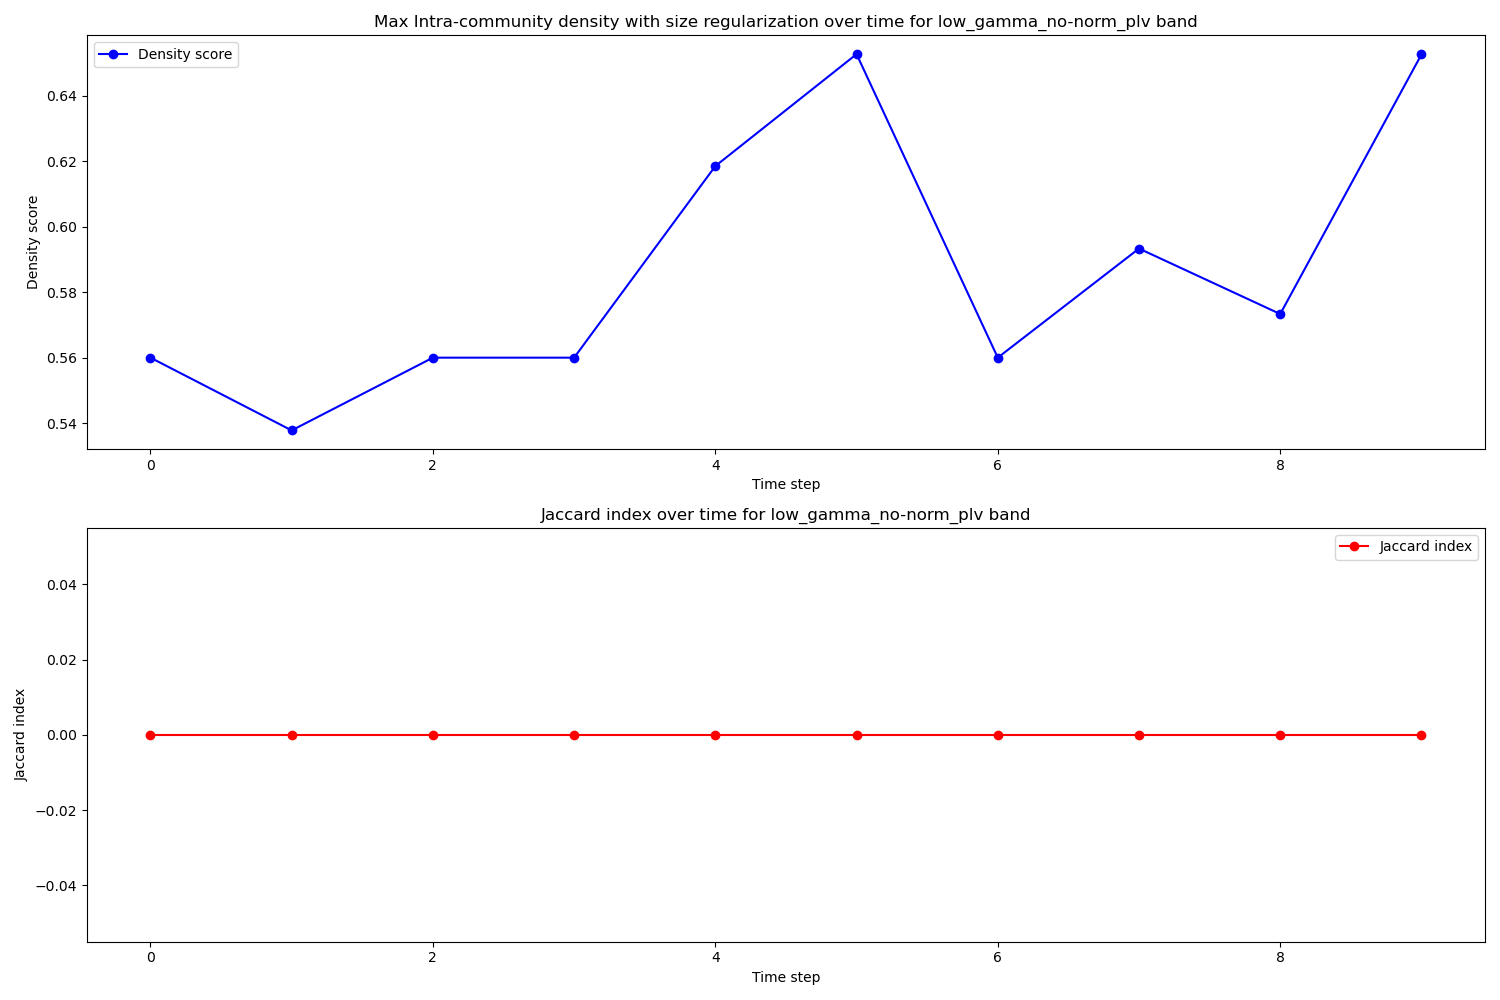 Max Intra-community density with size regularization over time for low_gamma_no-norm_plv band
Density score
0.64
0.62
0.60
0.58
0.56
0.54
Density score
0 2 4 6 8
Time step
Jaccard index over time for low_gamma_no-norm_plv band
Jaccard index
0.04
0.02
0.00
−0.02
−0.04
Jaccard index
0 2 4 6 8
Time step